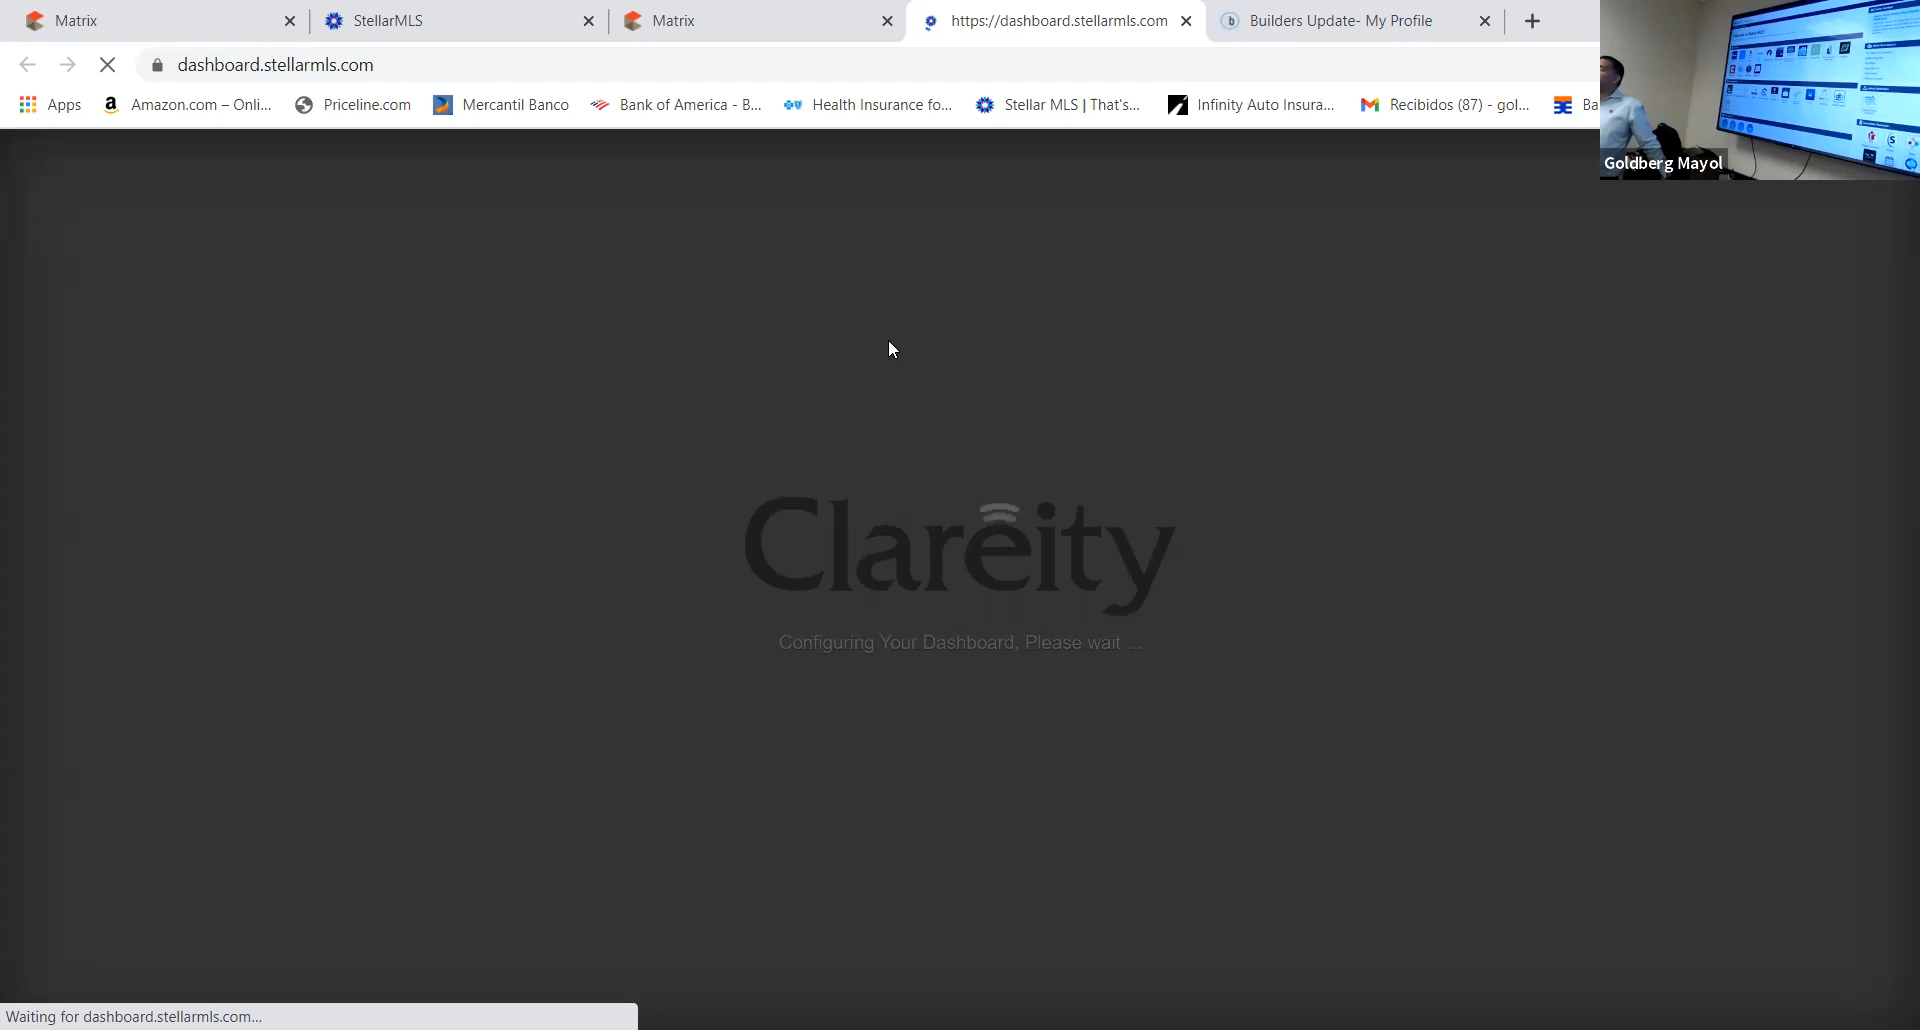 Matrix
StellarMLS
Matrix
https://dashboard.stellarmls.com
Builders Update- My Profile
dashboard.stellarmls.com
Apps
Amazon.com – Onli...
Priceline.com
Mercantil Banco
Bank of America - B...
Health Insurance fo...
Stellar MLS | That's...
Infinity Auto Insura...
Recibidos (87) - gol...
Ba
Goldberg Mayol
Clareity
Configuring Your Dashboard, Please wait ...
Waiting for dashboard.stellarmls.com...